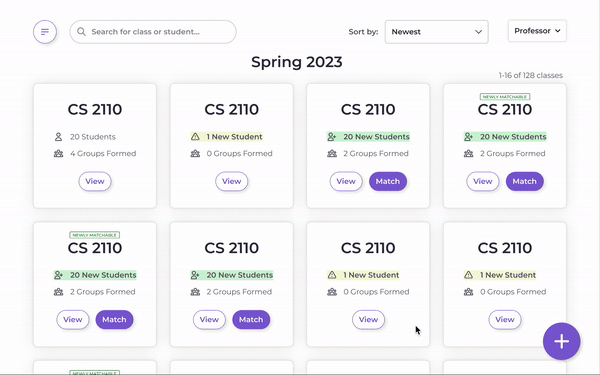 Search for class or student...
Sort by:
Newest
Professor
Spring 2023
1-16 of 128 classes
CS 2110
20 Students
4 Groups Formed
View
CS 2110
1 New Student
0 Groups Formed
View
CS 2110
20 New Students
2 Groups Formed
View Match
NEWLY MATCHABLE
CS 2110
20 New Students
2 Groups Formed
View Match
NEWLY MATCHABLE
CS 2110
20 New Students
2 Groups Formed
View Match
CS 2110
20 New Students
2 Groups Formed
View Match
CS 2110
1 New Student
0 Groups Formed
View
CS 2110
1 New Student
0 Groups Formed
View
NEWLY MATCHABLE